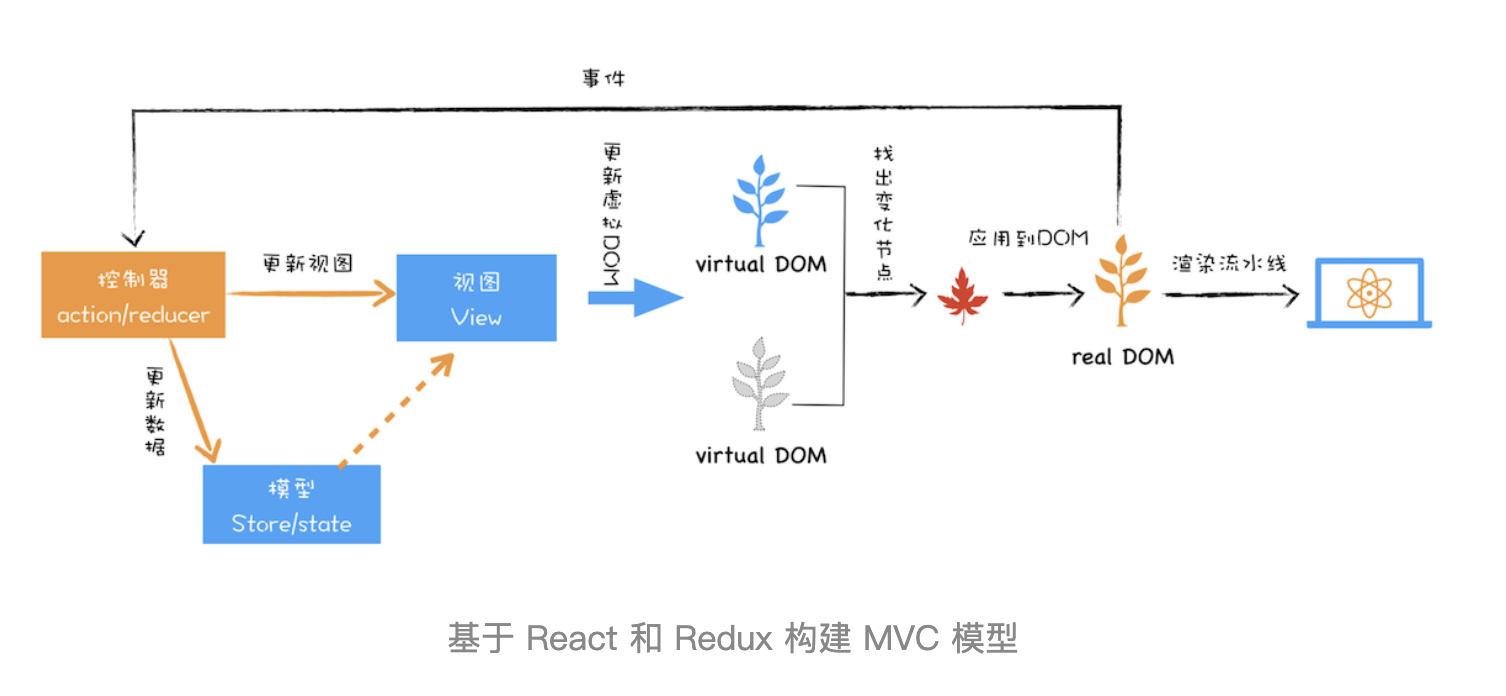 事件
更新虚拟DOM
找出变化节点
virtual DOM
应用到DOM
控制器
action/reducer
更新视图
视图
View
渲染流水线
real DOM
更新数据
virtual DOM
模型
Store/state
基于 React 和 Redux 构建 MVC 模型